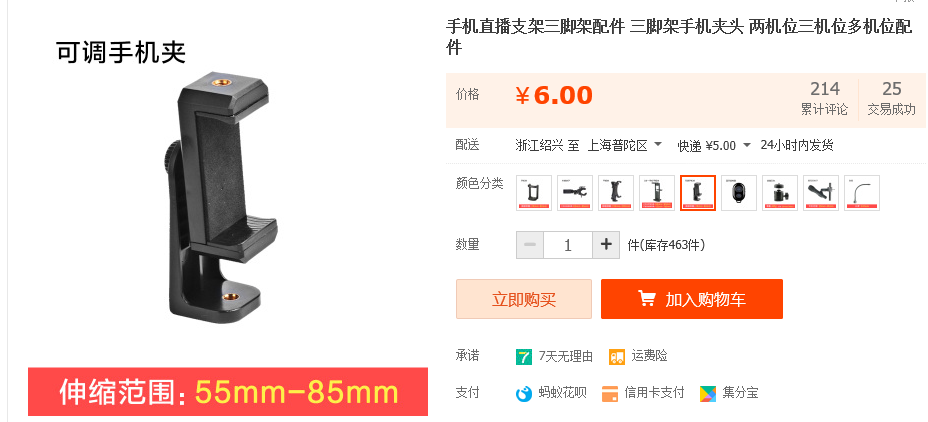 可调手机夹
伸缩范围: 55mm-85mm
手机直播支架三脚架配件 三脚架手机夹头 两机位三机位多机位配
件
价格 ¥6.00 214 累计评论 25 交易成功
配送 浙江绍兴 至 上海普陀区 快递 ¥5.00 24小时内发货
颜色分类
数量 1 件(库存463件)
立即购买 加入购物车
承诺 7 7天无理由 运费险
支付 蚂蚁花呗 信用卡支付 集分宝